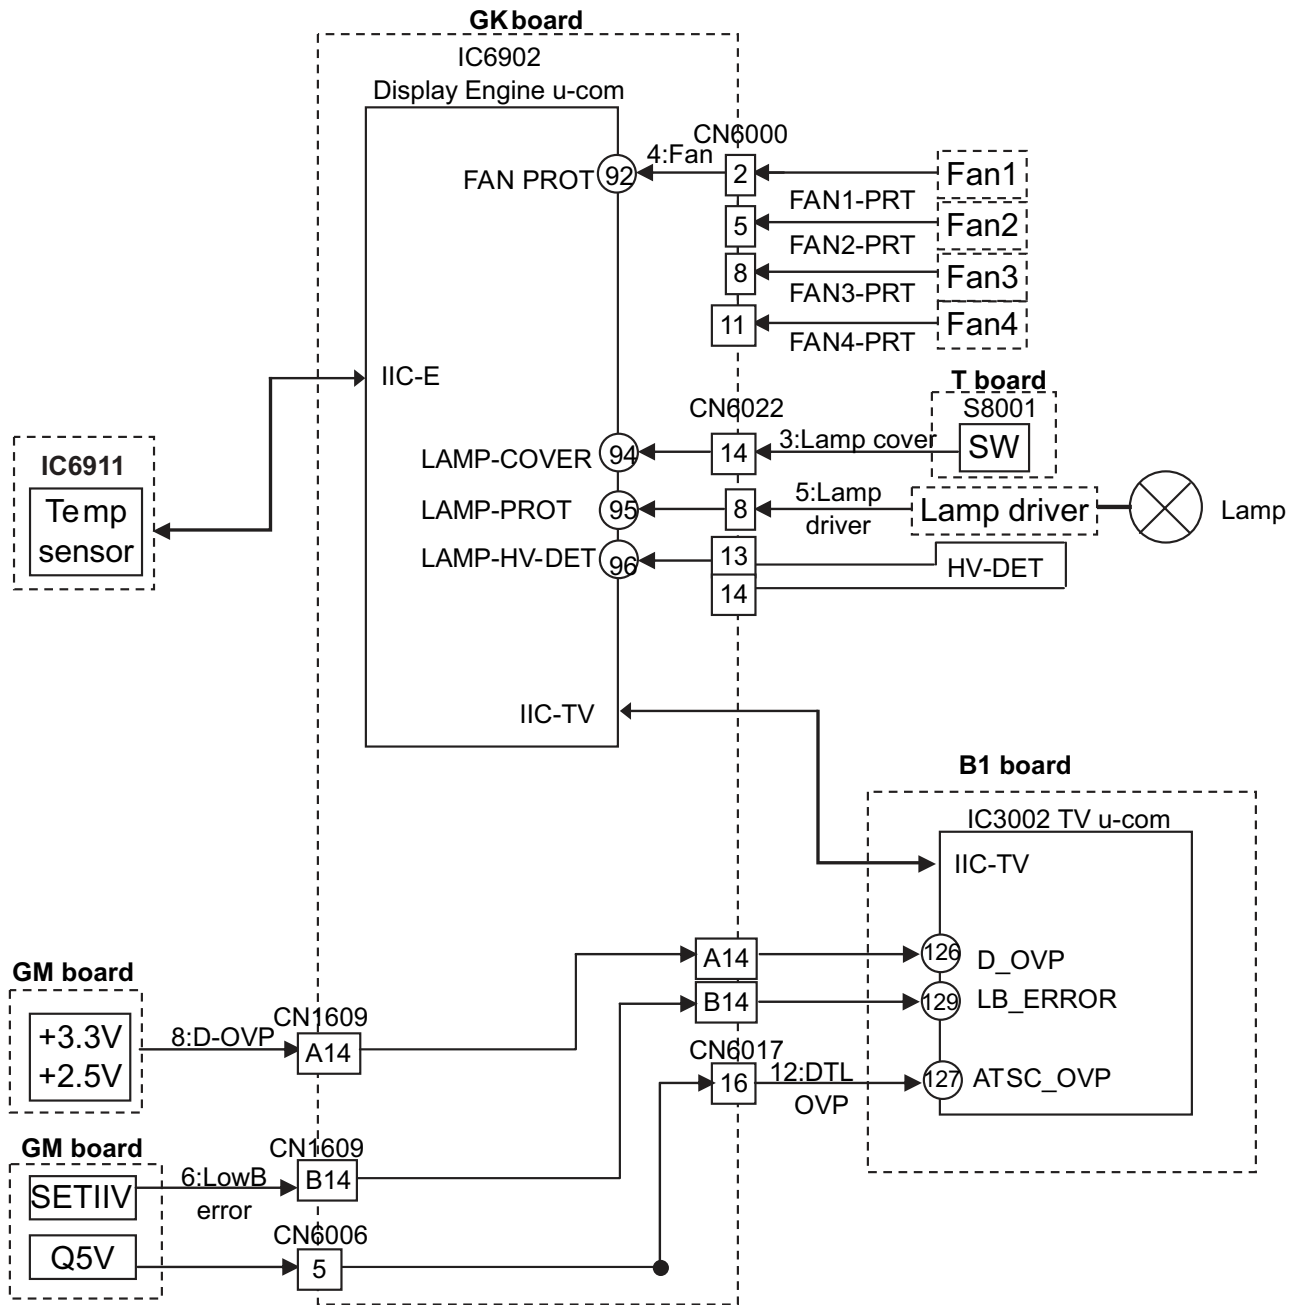 GK board
IC6902
Display Engine u-com
CN6000
4:Fan
FAN PROT
92
2
Fan1
FAN1-PRT
5
Fan2
FAN2-PRT
8
Fan3
FAN3-PRT
11
Fan4
FAN4-PRT
IIC-E
T board
CN6022
S8001
LAMP-COVER
94
14
3:Lamp cover
SW
IC6911
Temp
sensor
LAMP-PROT
95
8
5:Lamp
driver
Lamp driver
Lamp
LAMP-HV-DET
96
13
HV-DET
14
IIC-TV
B1 board
IC3002 TV u-com
IIC-TV
A14
126
D_OVP
B14
129
LB_ERROR
GM board
+3.3V
+2.5V
8:D-OVP
CN1609
A14
CN6017
16
12:DTL
OVP
127
ATSC_OVP
GM board
CN1609
SETIIV
6:LowB
error
B14
CN6006
Q5V
5